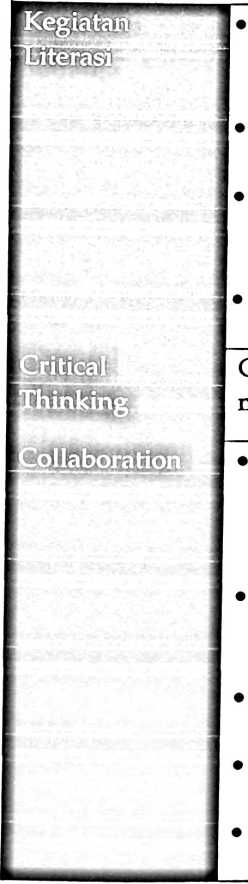 Kegiatan
Literasi
Critical
Thinking
Collaboration